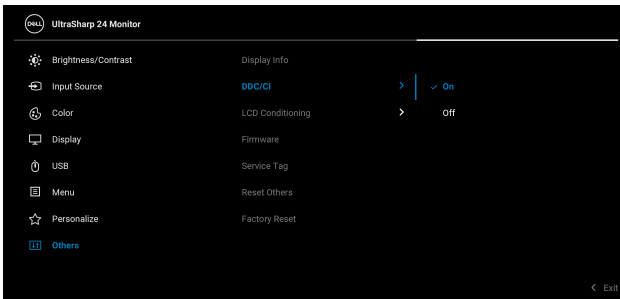 DELL UltraSharp 24 Monitor
Brightness/Contrast Display Info
Input Source DDC/CI On
Color LCD Conditioning Off
Display Firmware
USB Service Tag
Menu Reset Others
Personalize Factory Reset
Others
Exit